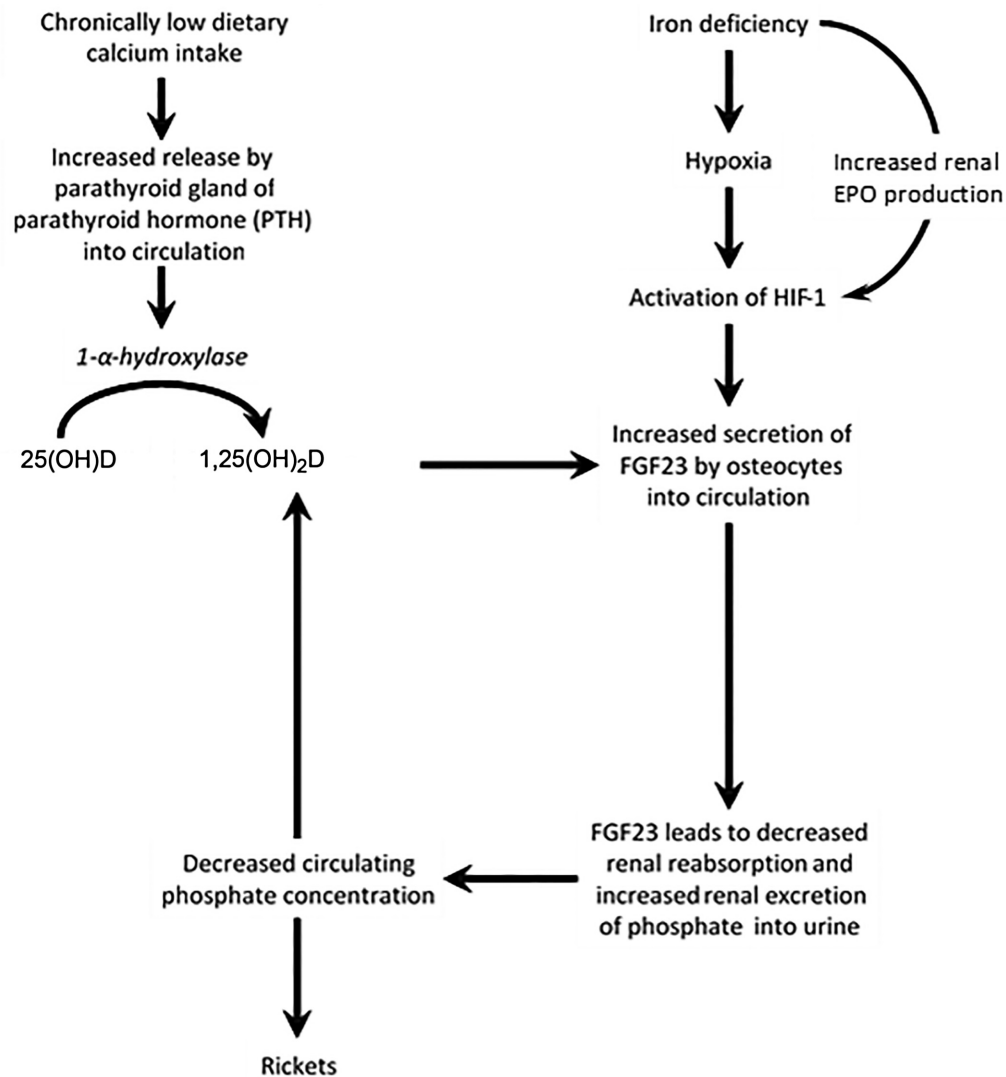 Chronically low dietary
calcium intake
Increased release by
parathyroid gland of
parathyroid hormone (PTH)
into circulation
1-α-hydroxylase
25(OH)D
1,25(OH)₂D
Iron deficiency
Hypoxia
Increased renal
EPO production
Activation of HIF-1
Increased secretion of
FGF23 by osteocytes
into circulation
FGF23 leads to decreased
renal reabsorption and
increased renal excretion
of phosphate into urine
Decreased circulating
phosphate concentration
Rickets